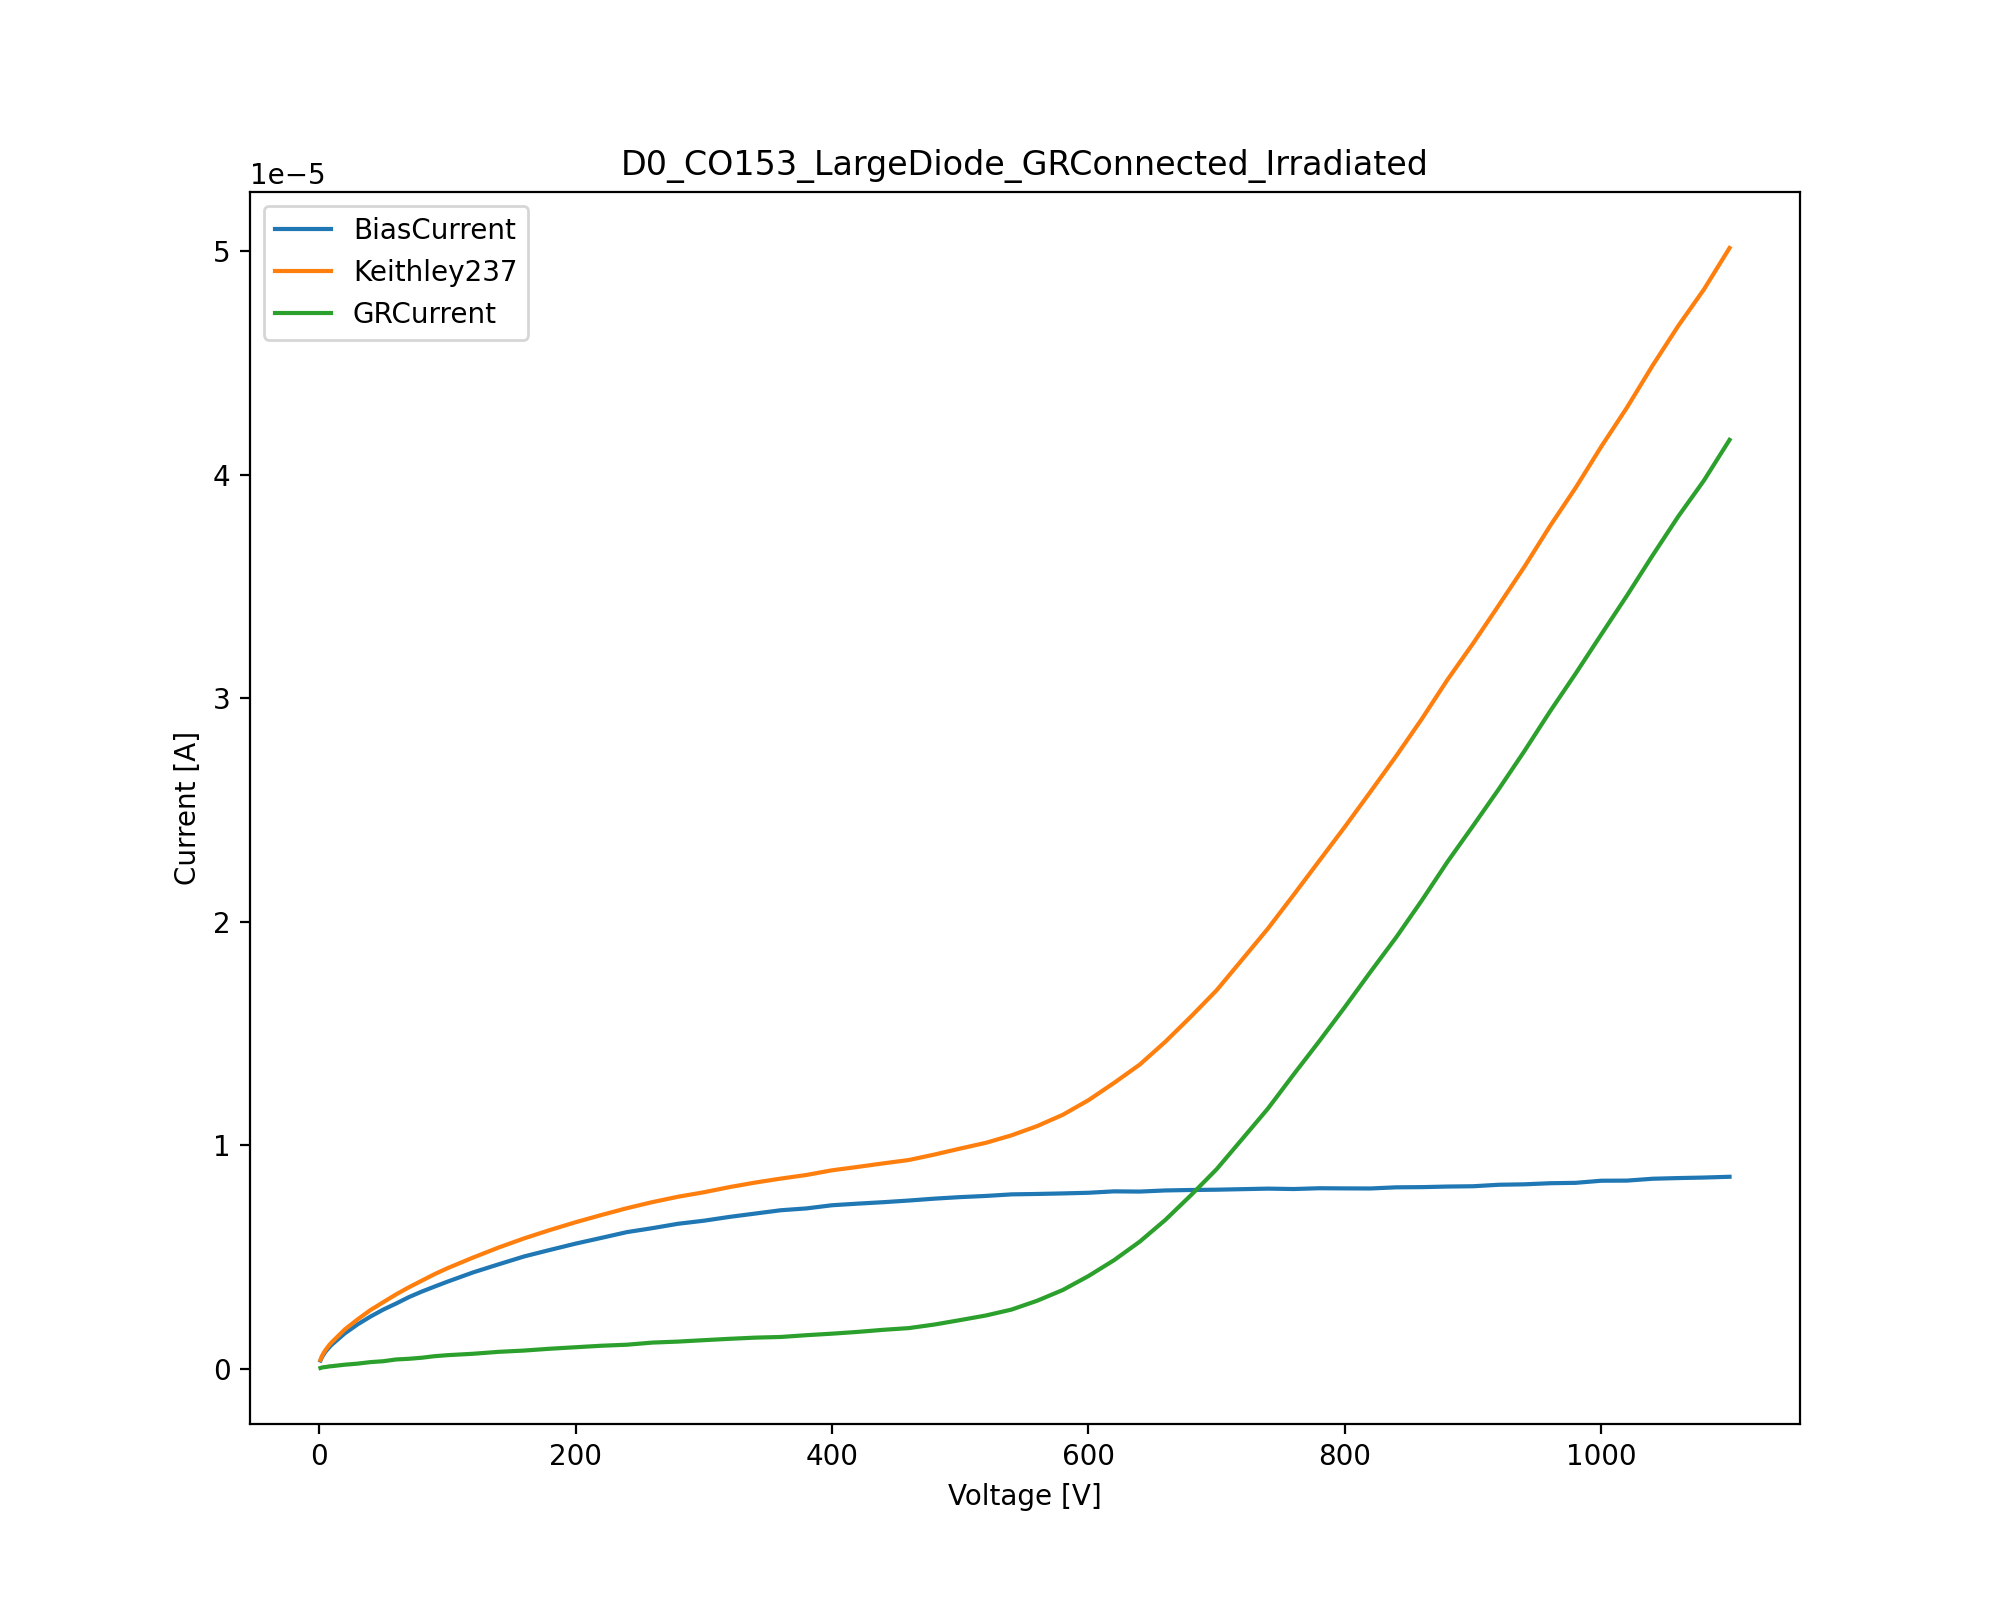 D0_CO153_LargeDiode_GRConnected_Irradiated
1e−5
BiasCurrent
Keithley237
GRCurrent
5
4
3
2
1
0
Current [A]
0 200 400 600 800 1000
Voltage [V]